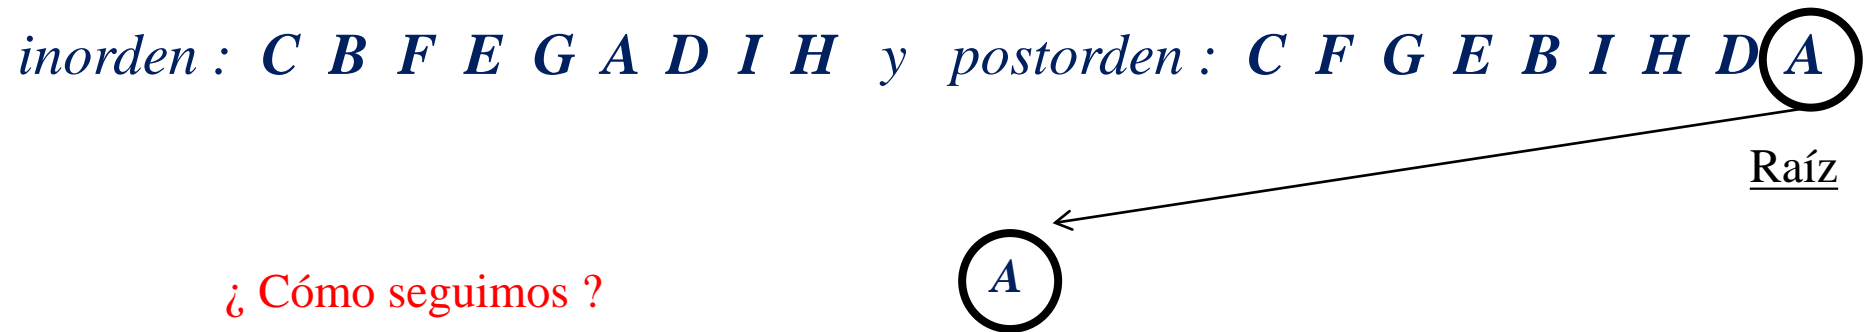 inorden : C B F E G A D I H y postorden : C F G E B I H D A
Raíz
A
¿ Cómo seguimos ?